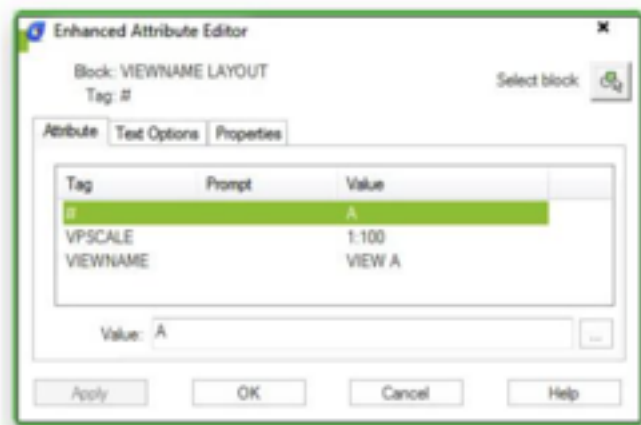 Enhanced Attribute Editor
Block: VIEWNAME LAYOUT
Tag: #
Select block
Attribute Text Options Properties
Tag Prompt Value
# A
VPSCALE 1:100
VIEWNAME VIEW A
Value: A
...
Apply OK Cancel Help